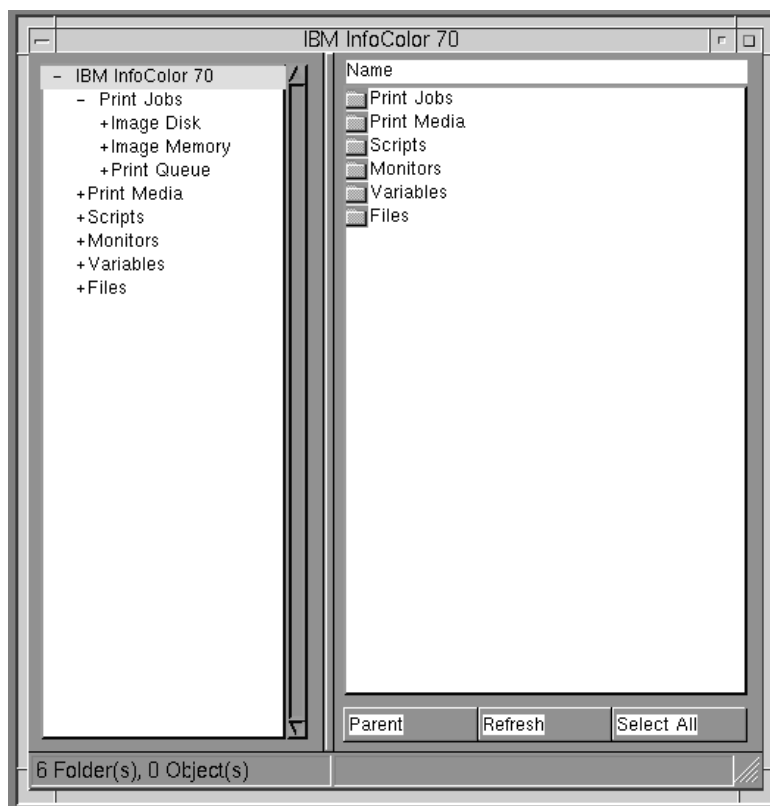 IBM InfoColor 70
- IBM InfoColor 70
- Print Jobs
+Image Disk
+Image Memory
+Print Queue
+Print Media
+Scripts
+Monitors
+Variables
+Files
Name
Print Jobs
Print Media
Scripts
Monitors
Variables
Files
Parent Refresh Select All
6 Folder(s), 0 Object(s)